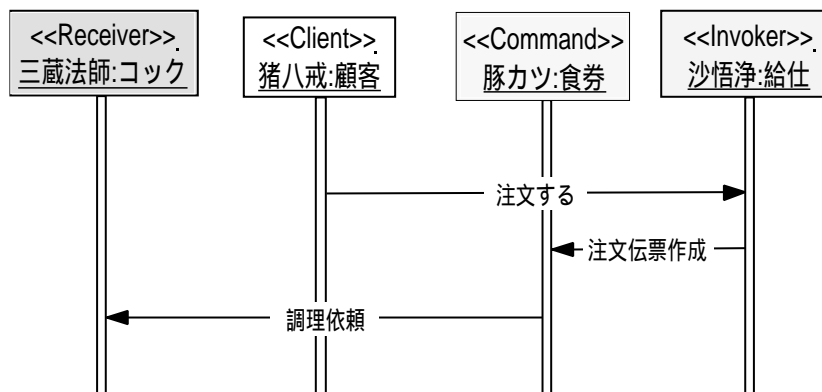 <<Receiver>>
三蔵法師:コック
<<Client>>
猪八戒:顧客
<<Command>>
豚カツ:食券
<<Invoker>>
沙悟浄:給仕
注文する
注文伝票作成
調理依頼